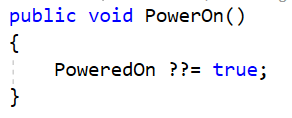 public void PowerOn()
{
    PoweredOn ??= true;
}